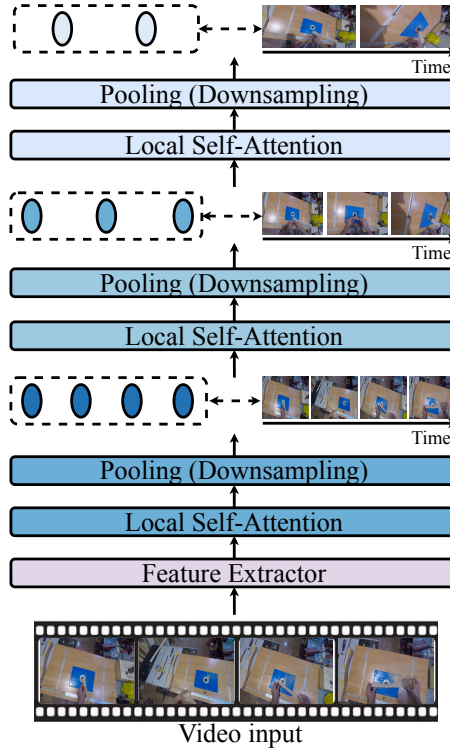 Time
Pooling (Downsampling)
Local Self-Attention
Time
Pooling (Downsampling)
Local Self-Attention
Time
Pooling (Downsampling)
Local Self-Attention
Feature Extractor
Video input